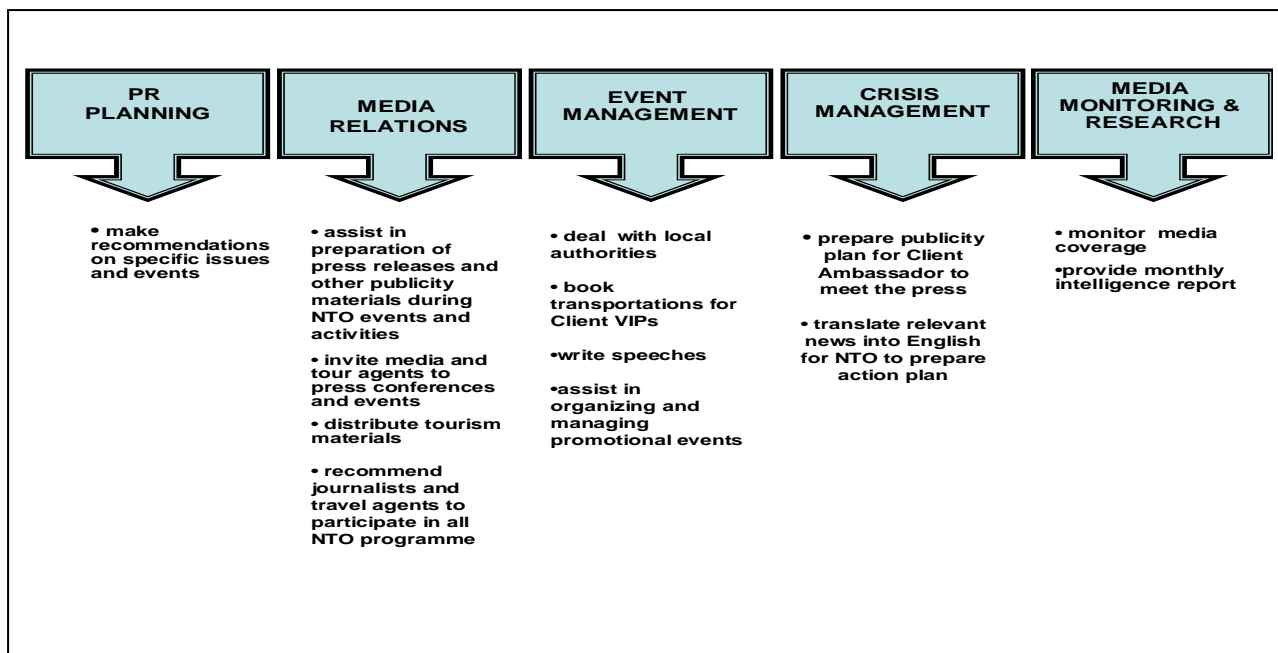 PR
PLANNING
• make
recommendations
on specific issues
and events
MEDIA
RELATIONS
• assist in
preparation of
press releases and
other publicity
materials during
NTO events and
activities
• invite media and
tour agents to
press conferences
and events
• distribute tourism
materials
• recommend
journalists and
travel agents to
participate in all
NTO programme
EVENT
MANAGEMENT
• deal with local
authorities
• book
transportations for
Client VIPs
•write speeches
•assist in
organizing and
managing
promotional events
CRISIS
MANAGEMENT
• prepare publicity
plan for Client
Ambassador to
meet the press
• translate relevant
news into English
for NTO to prepare
action plan
MEDIA
MONITORING &
RESEARCH
• monitor media
coverage
•provide monthly
intelligence report